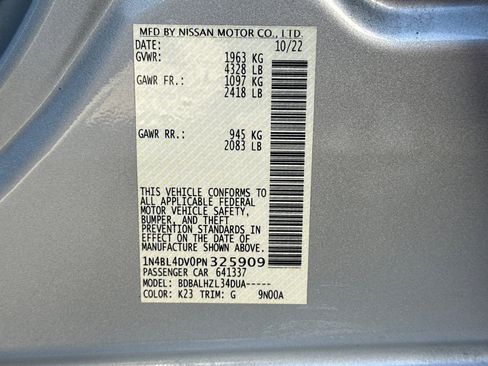 MFD BY NISSAN MOTOR CO., LTD.
DATE: 10/22
GVWR: 1963 KG
4328 LB
GAWR FR.: 1097 KG
2418 LB
GAWR RR.: 945 KG
2083 LB
THIS VEHICLE CONFORMS TO
ALL APPLICABLE FEDERAL
MOTOR VEHICLE SAFETY,
BUMPER, AND THEFT
PREVENTION STANDARDS IN
EFFECT ON THE DATE OF
MANUFACTURE SHOWN ABOVE.
1N4BL4DV0PN325909
PASSENGER CAR 641337
MODEL: BDBALHZL34DUA-----
COLOR: K23 TRIM: G 9N00A